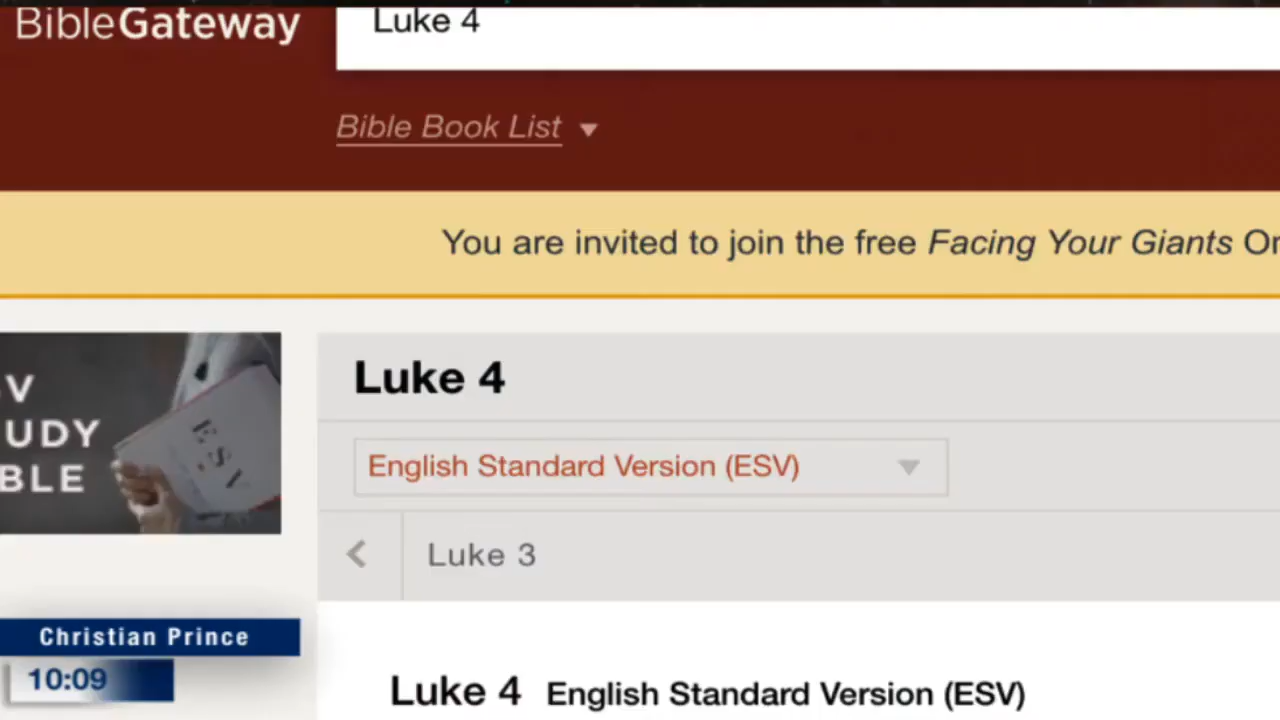 BibleGateway
Luke 4
Bible Book List
You are invited to join the free Facing Your Giants
Luke 4
V
UDY
BLE
ESV
English Standard Version (ESV)
Luke 3
Christian Prince
10:09
Luke 4 English Standard Version (ESV)